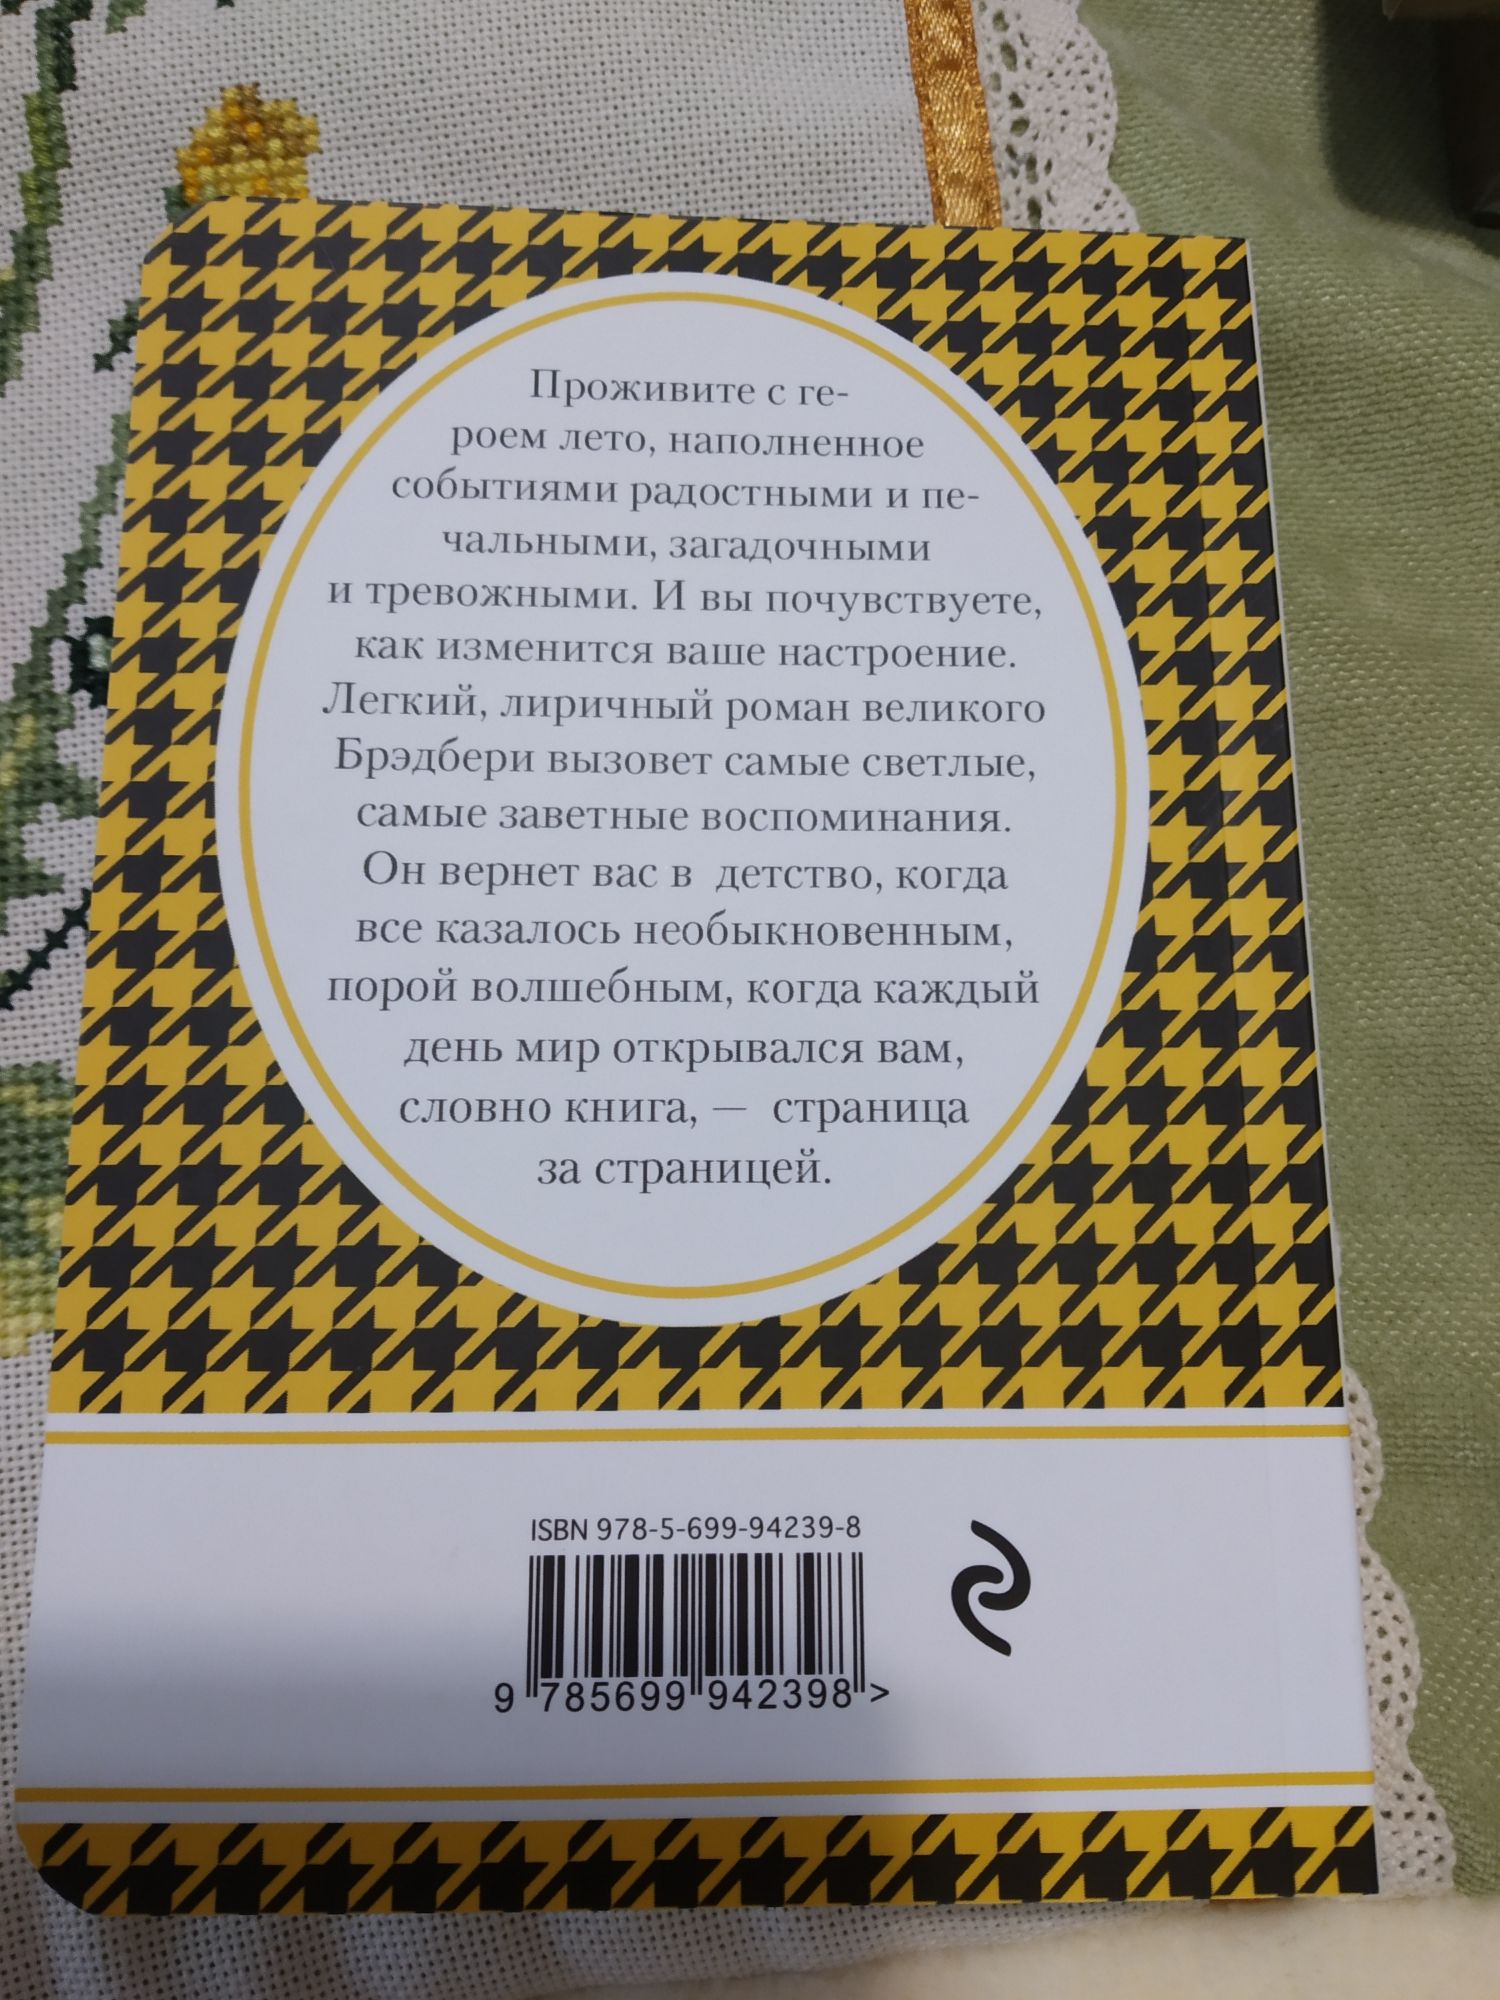 Проживите с ге-
роем лето, наполненное
событиями радостными и пе-
чальными, загадочными
и тревожными. И вы почувствуете,
как изменится ваше настроение.
Легкий, лиричный роман великого
Брэдбери вызовет самые светлые,
самые заветные воспоминания.
Он вернет вас в детство, когда
все казалось необыкновенным,
порой волшебным, когда каждый
день мир открывался вам,
словно книга, — страница
за страницей.
ISBN 978-5-699-94239-8
9 785699 942398 >